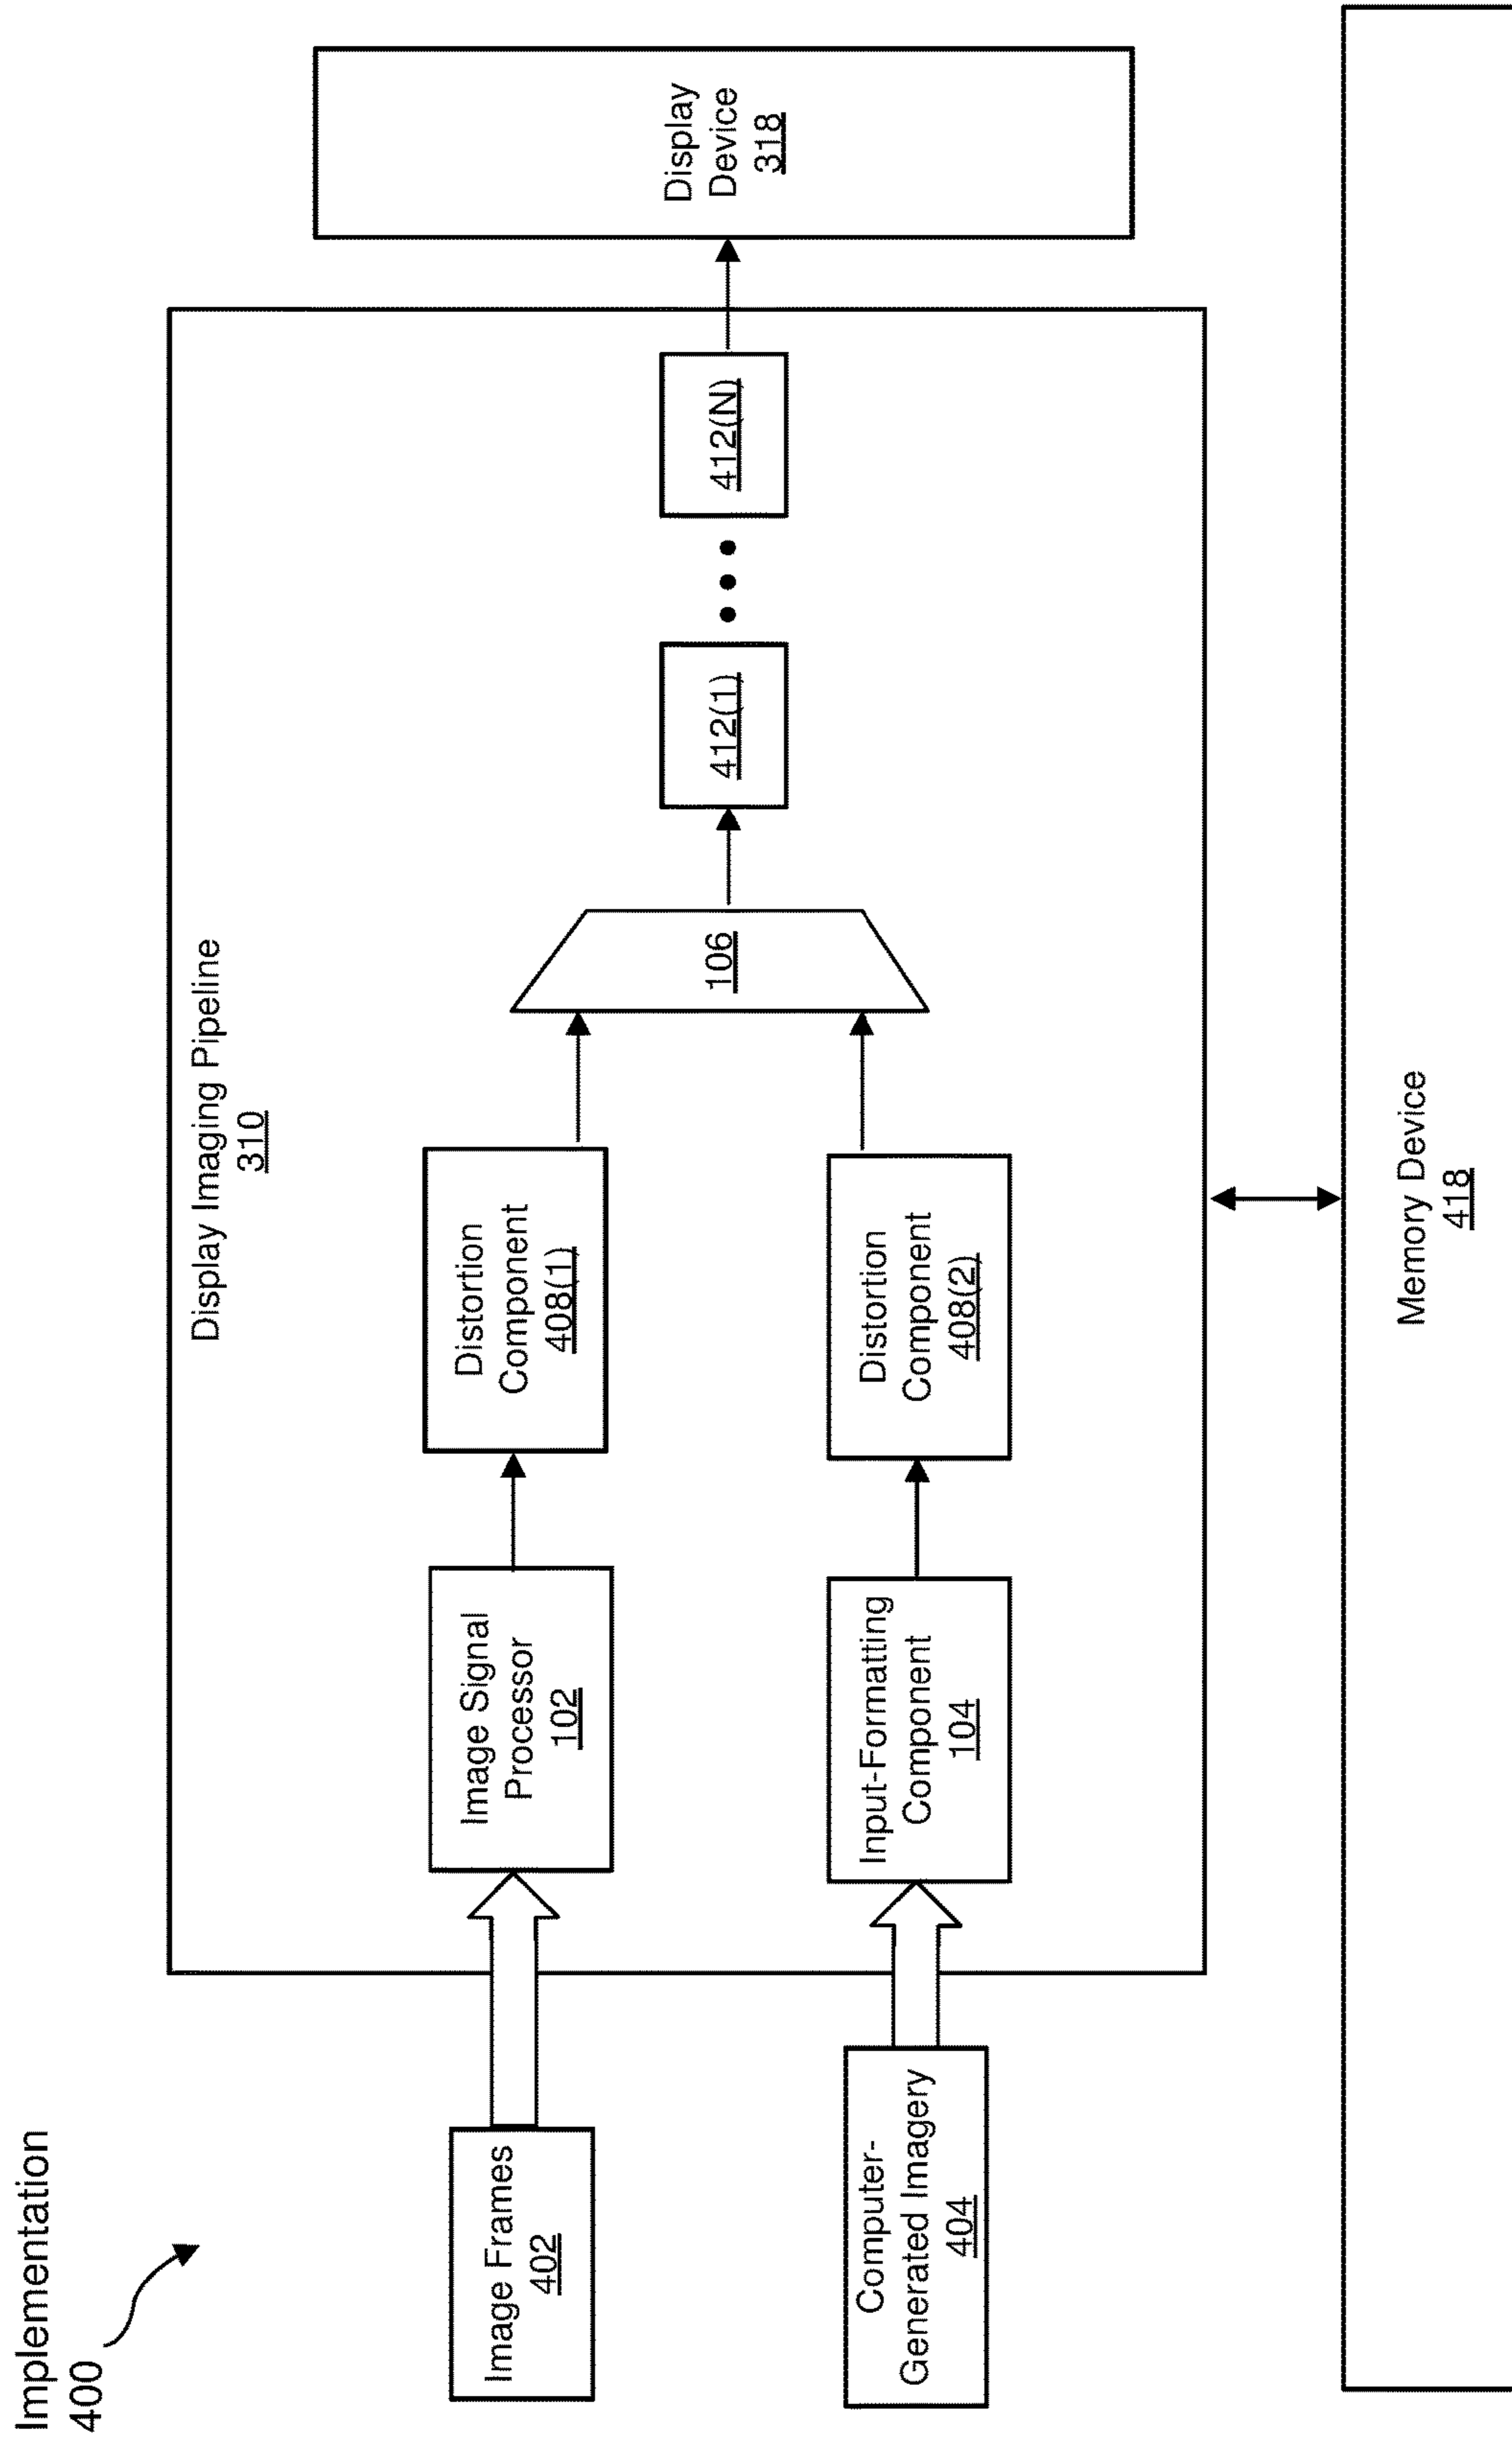 Implementation
400
Display Imaging Pipeline
310
Image Frames
402
Image Signal
Processor
102
Distortion
Component
408(1)
Computer-
Generated Imagery
404
Input-Formatting
Component
104
Distortion
Component
408(2)
106
412(1)
412(N)
Display
Device
318
Memory Device
418